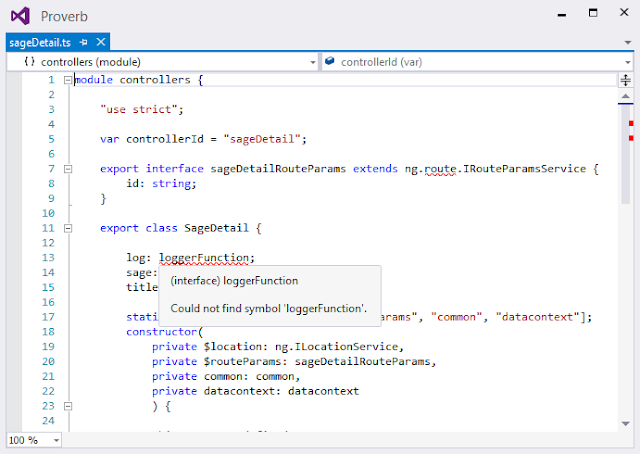 Proverb
sageDetail.ts
{ } controllers (module)
controllerId (var)
1 module controllers {
2
3 "use strict";
4
5 var controllerId = "sageDetail";
6
7 export interface sageDetailRouteParams extends ng.route.IRouteParamsService {
8 id: string;
9 }
10
11 export class SageDetail {
12
13 log: loggerFunction;
14 sage:
15 title
16
17 stati arams", "common", "datacontext"];
(interface) loggerFunction
Could not find symbol 'loggerFunction'.
18 constructor(
19 private $location: ng.ILocationService,
20 private $routeParams: sageDetailRouteParams,
21 private common: common,
22 private datacontext: datacontext
23 ) {
24
100 %